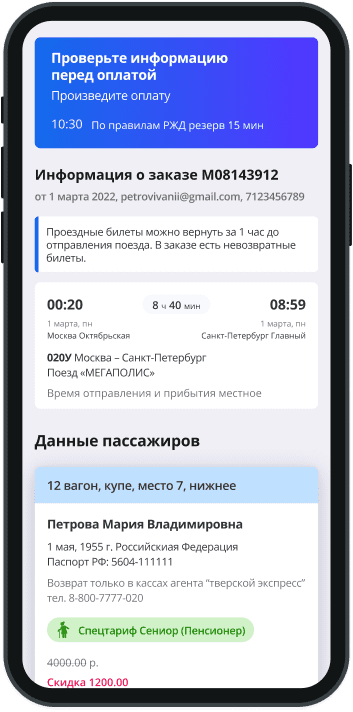 Проверьте информацию
перед оплатой
Произведите оплату
10:30 По правилам РЖД резерв 15 мин
Информация о заказе М08143912
от 1 марта 2022, petrovivanii@gmail.com, 7123456789
Проездные билеты можно вернуть за 1 час до
отправления поезда. В заказе есть невозвратные
билеты.
00:20 8 ч 40 мин 08:59
1 марта, пн 1 марта, пн
Москва Октябрьская Санкт-Петербург Главный
020У Москва – Санкт-Петербург
Поезд «МЕГАПОЛИС»
Время отправления и прибытия местное
Данные пассажиров
12 вагон, купе, место 7, нижнее
Петрова Мария Владимировна
1 мая, 1955 г. Российскиая Федерация
Паспорт РФ: 5604-111111
Возврат только в кассах агента “тверской экспресс”
тел. 8-800-7777-020
Спецтариф Сениор (Пенсионер)
4000.00 р.
Скидка 1200.00